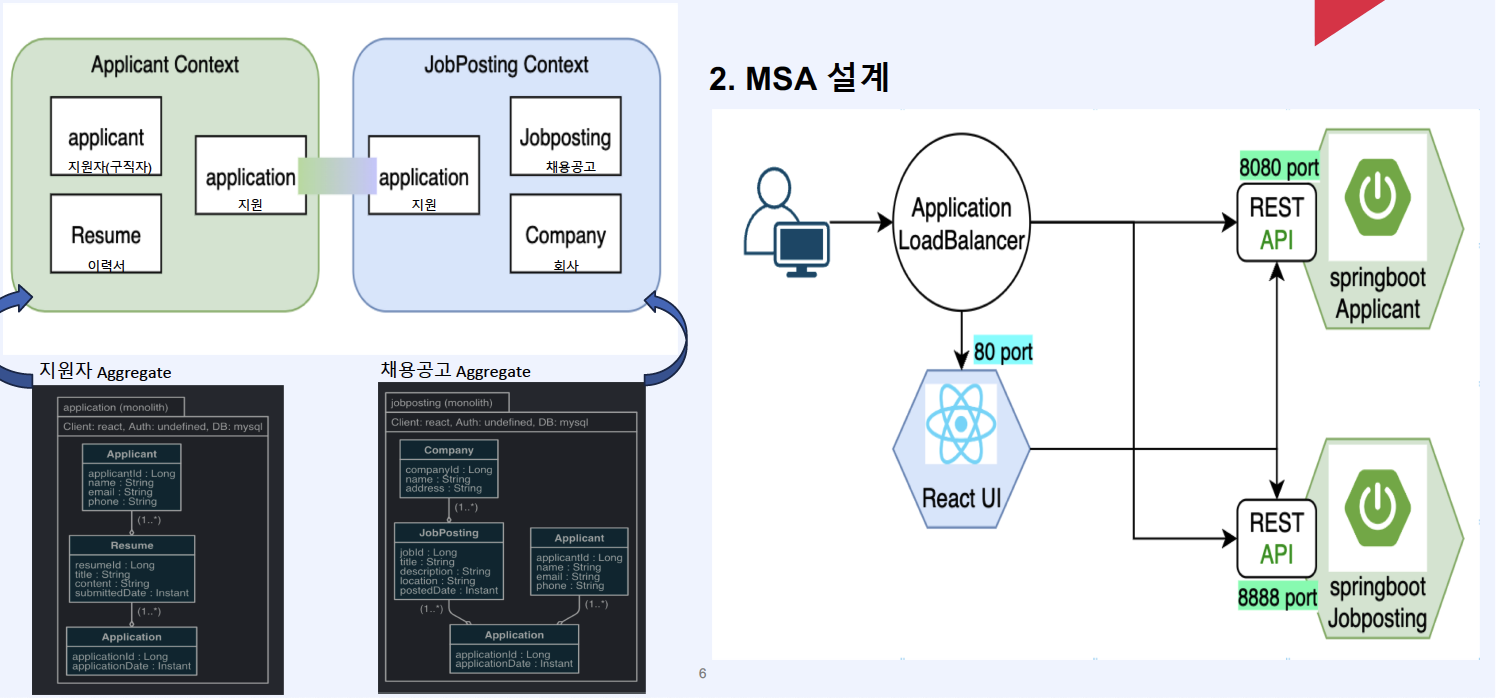 Applicant Context
applicant
지원자(구직자)
Resume
이력서
application
지원
JobPosting Context
application
지원
Jobposting
채용공고
Company
회사
지원자 Aggregate
application (monolith)
Client: react, Auth: undefined, DB: mysql
Applicant
applicantId : Long
name : String
email : String
phone : String
(1..*)
Resume
resumeId : Long
title : String
content : String
submittedDate : Instant
(1..*)
Application
applicationId : Long
applicationDate : Instant
채용공고 Aggregate
jobposting (monolith)
Client: react, Auth: undefined, DB: mysql
Company
companyId : Long
name : String
address : String
(1..*)
JobPosting
jobId : Long
title : String
description : String
location : String
postedDate : Instant
(1..*)
Applicant
applicantId : Long
name : String
email : String
phone : String
(1..*)
Application
applicationId : Long
applicationDate : Instant
2. MSA 설계
Application
LoadBalancer
80 port
React UI
8080 port
REST
API
springboot
Applicant
REST
API
8888 port
springboot
Jobposting
6